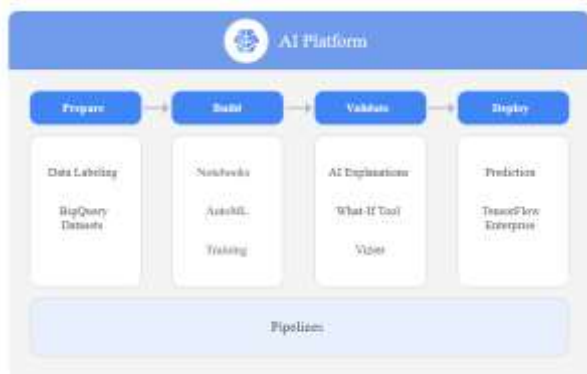 AI Platform
Prepare
Build
Validate
Deploy
Data Labeling
BigQuery
Datasets
Notebooks
AutoML
Training
AI Explanations
What-If Tool
Vizier
Prediction
TensorFlow
Enterprise
Pipelines